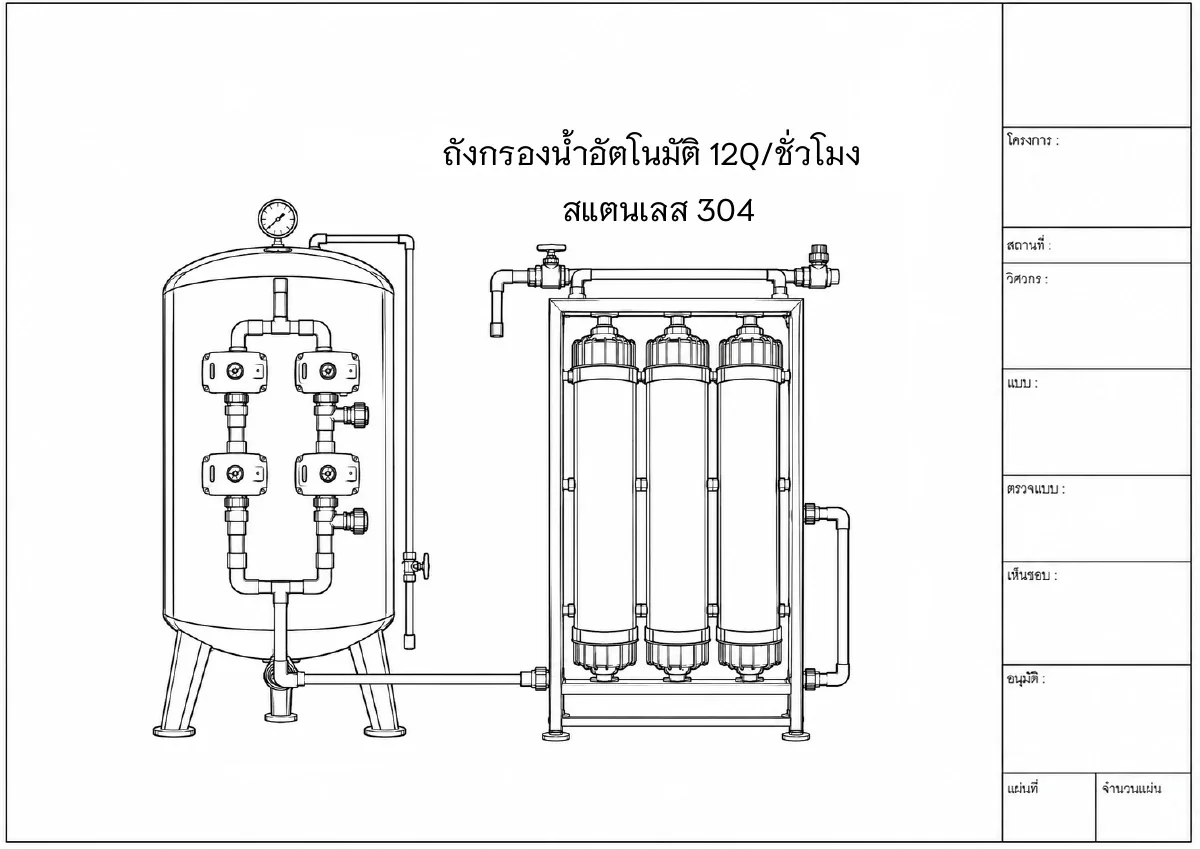 ถังกรองน้ำอัตโนมัติ 12Q/ชั่วโมง
สแตนเลส 304
โครงการ :
สถานที่ :
วิศวกร :
แบบ :
ตรวจแบบ :
เห็นชอบ :
อนุมัติ :
แผ่นที่
จำนวนแผ่น